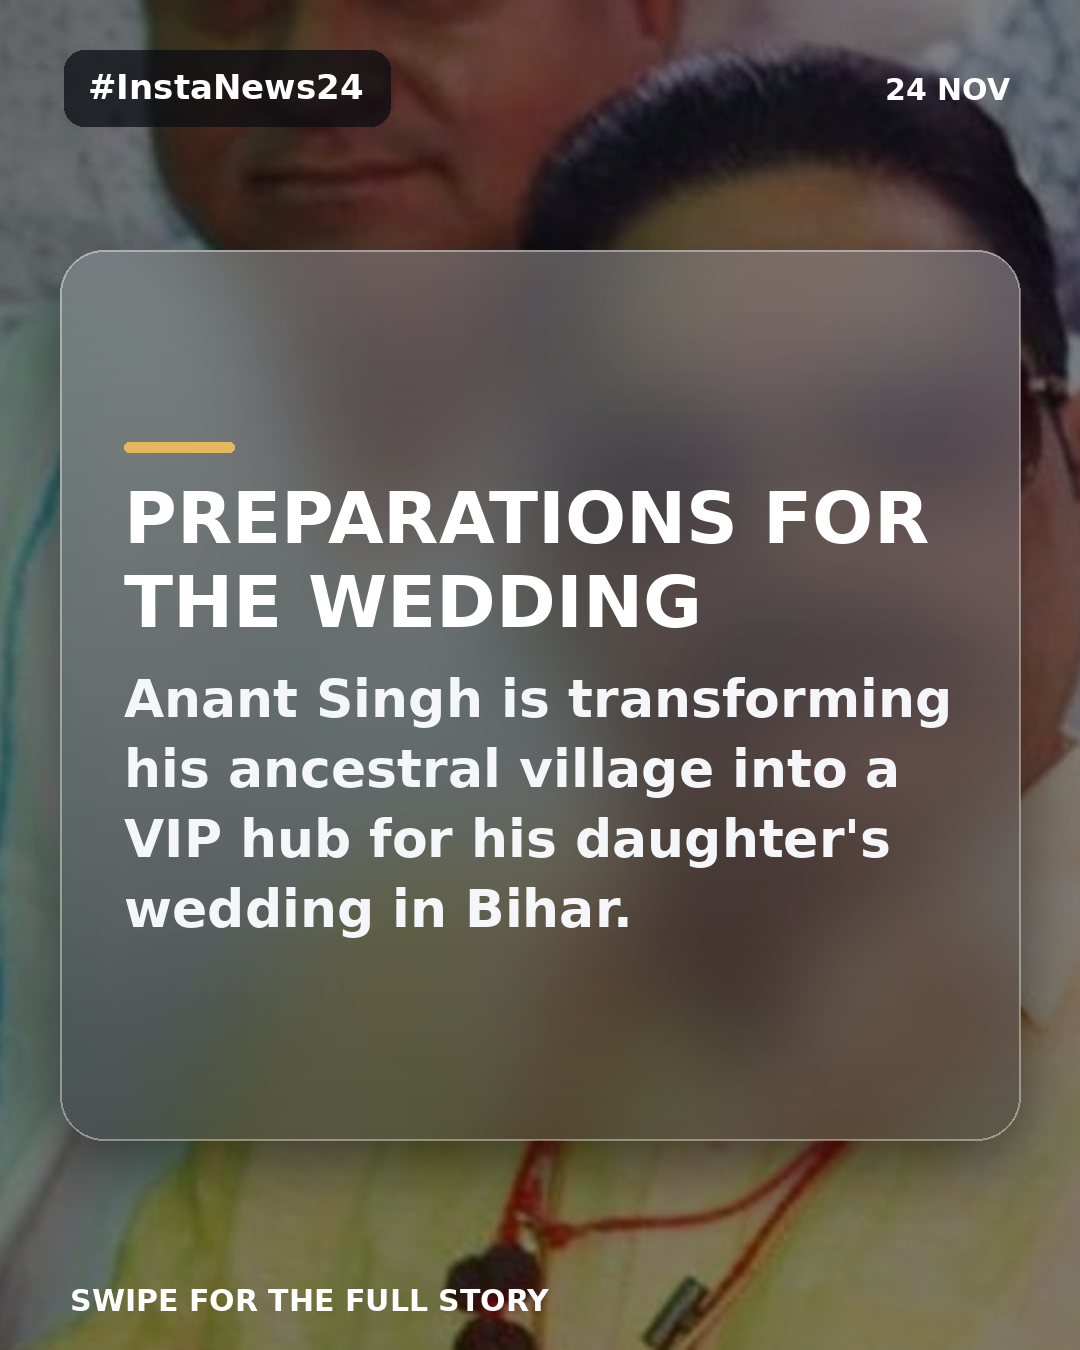 #InstaNews24
24 NOV
PREPARATIONS FOR
THE WEDDING
Anant Singh is transforming
his ancestral village into a
VIP hub for his daughter's
wedding in Bihar.
SWIPE FOR THE FULL STORY